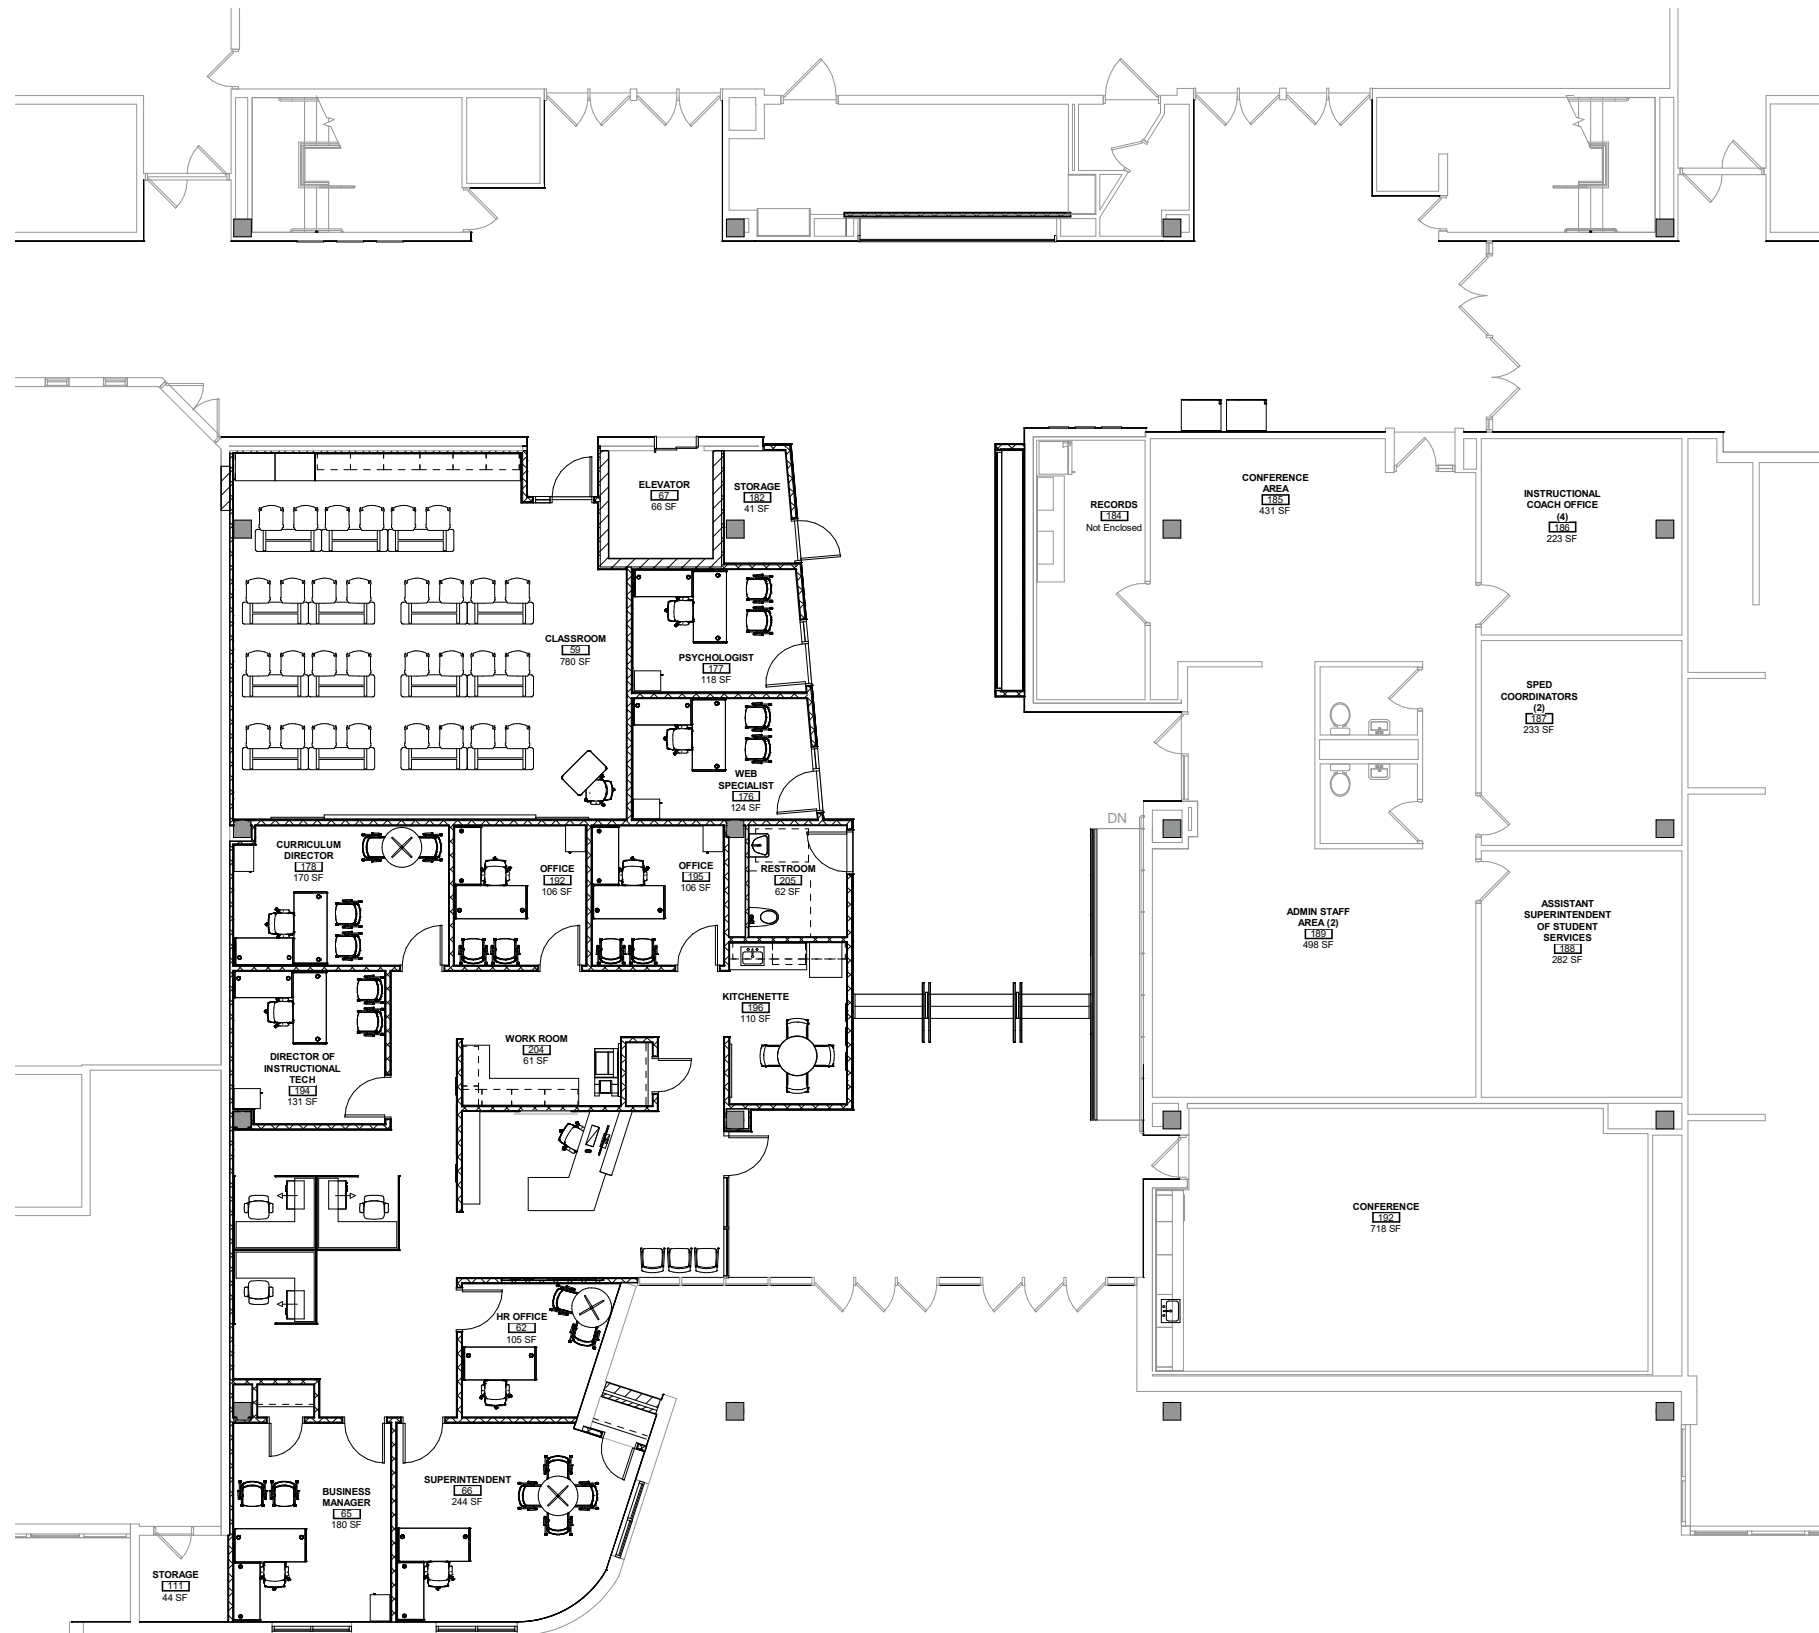 ELEVATOR
67
66 SF
STORAGE
182
41 SF
RECORDS
184
Not Enclosed
CONFERENCE
AREA
185
431 SF
INSTRUCTIONAL
COACH OFFICE
(4)
186
223 SF
CLASSROOM
59
780 SF
PSYCHOLOGIST
177
118 SF
SPED
COORDINATORS
(2)
187
233 SF
WEB
SPECIALIST
176
124 SF
DN
CURRICULUM
DIRECTOR
178
170 SF
OFFICE
192
106 SF
OFFICE
195
106 SF
RESTROOM
205
62 SF
ADMIN STAFF
AREA (2)
189
498 SF
ASSISTANT
SUPERINTENDENT
OF STUDENT
SERVICES
188
282 SF
KITCHENETTE
196
110 SF
WORK ROOM
204
61 SF
DIRECTOR OF
INSTRUCTIONAL
TECH
194
131 SF
CONFERENCE
192
718 SF
HR OFFICE
62
105 SF
SUPERINTENDENT
66
244 SF
BUSINESS
MANAGER
65
180 SF
STORAGE
111
44 SF